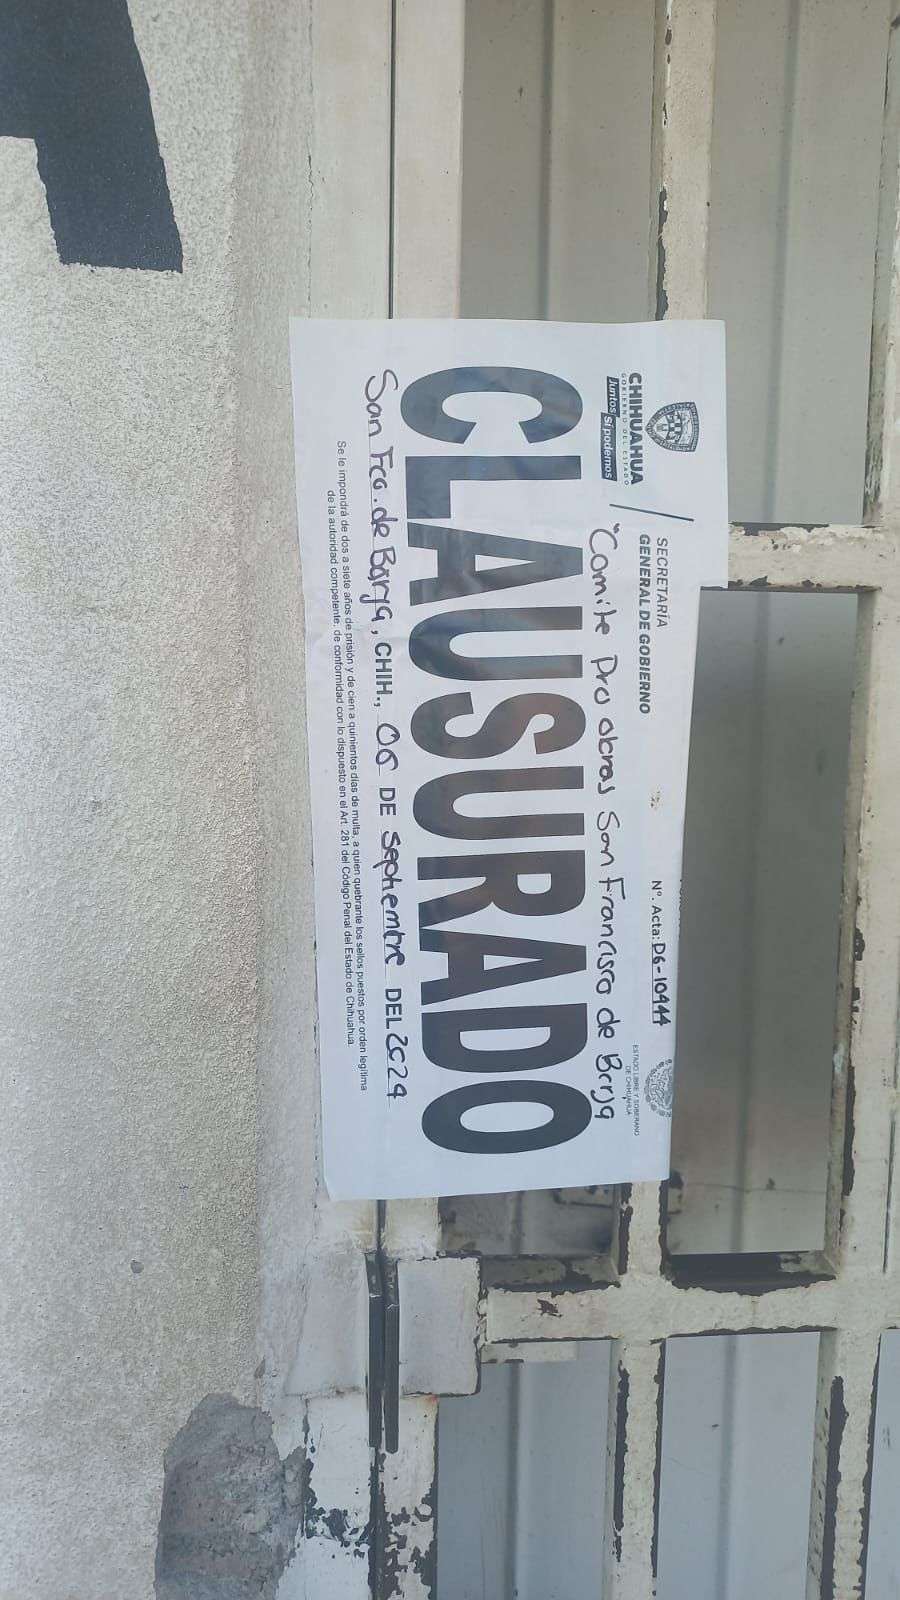 CHIHUAHUA
GOBIERNO DEL ESTADO
Juntos Sí podemos
SECRETARÍA
GENERAL DE GOBIERNO
N°. Acta: DG-10444
ESTADO LIBRE Y SOBERANO
DE CHIHUAHUA
"Comite Pro obras San Francisco de Borja
CLAUSURADO
San Fco. de Borja, CHIH., 06 DE Septiembre DEL 2024
Se le impondrá de dos a siete años de prisión y de cien a quinientos días de multa, a quien quebrante los sellos puestos por orden legítima
de la autoridad competente, de conformidad con lo dispuesto en el Art. 281 del Código Penal del Estado de Chihuahua.